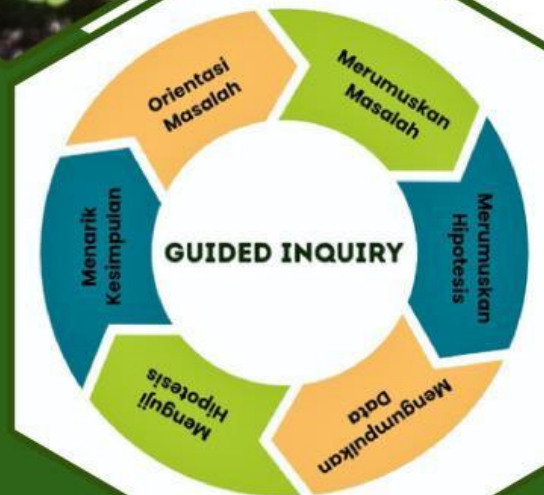 Orientasi
Masalah
Merumuskan
Masalah
Merumuskan
Hipotesis
Mengumpulkan
Data
Menguji
Hipotesis
Menarik
Kesimpulan
GUIDED INQUIRY